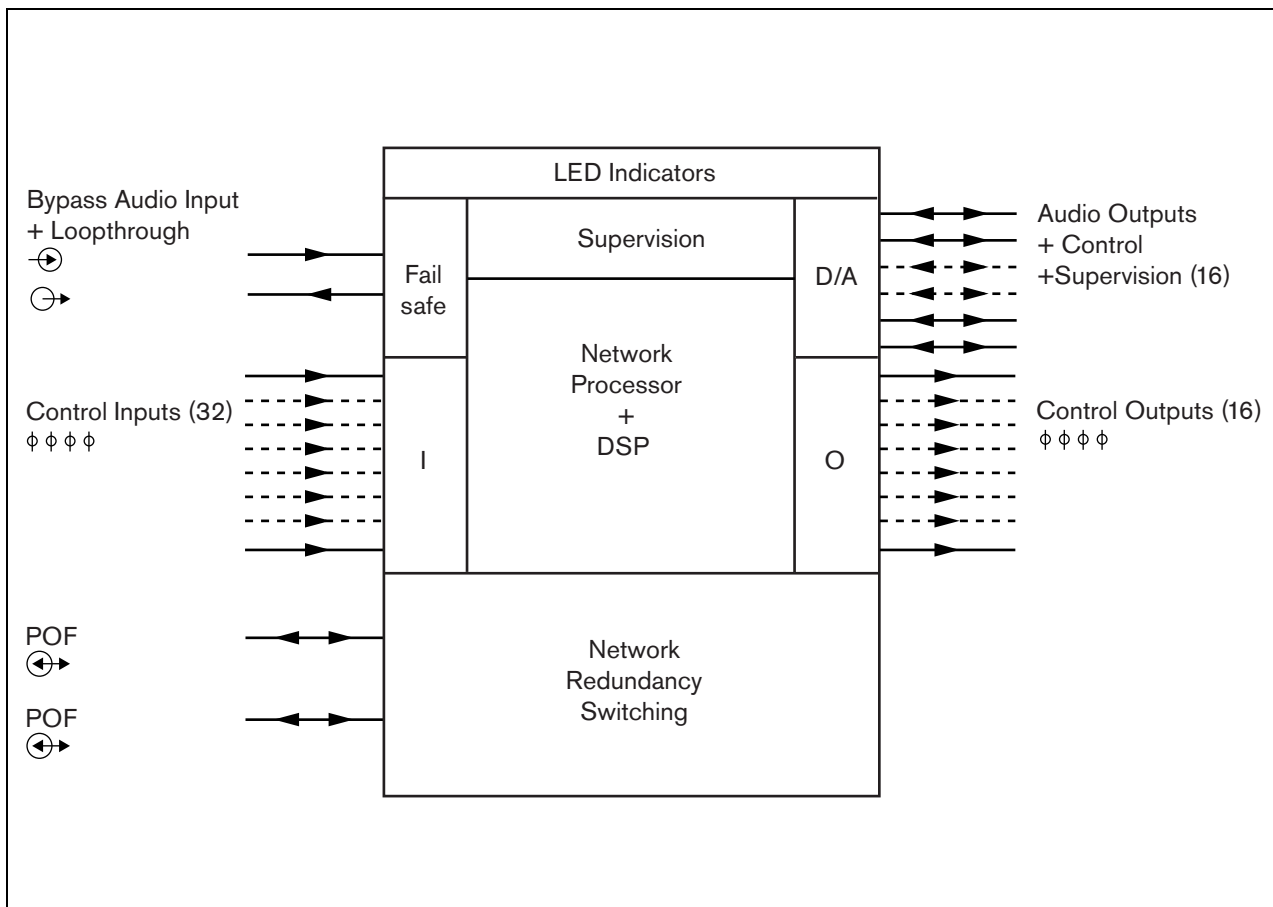 LED Indicators
Bypass Audio Input
+ Loopthrough
Fail
safe
Supervision
D/A
Audio Outputs
+ Control
+Supervision (16)
Network
Processor
+
DSP
Control Inputs (32)
I
O
Control Outputs (16)
POF
POF
Network
Redundancy
Switching